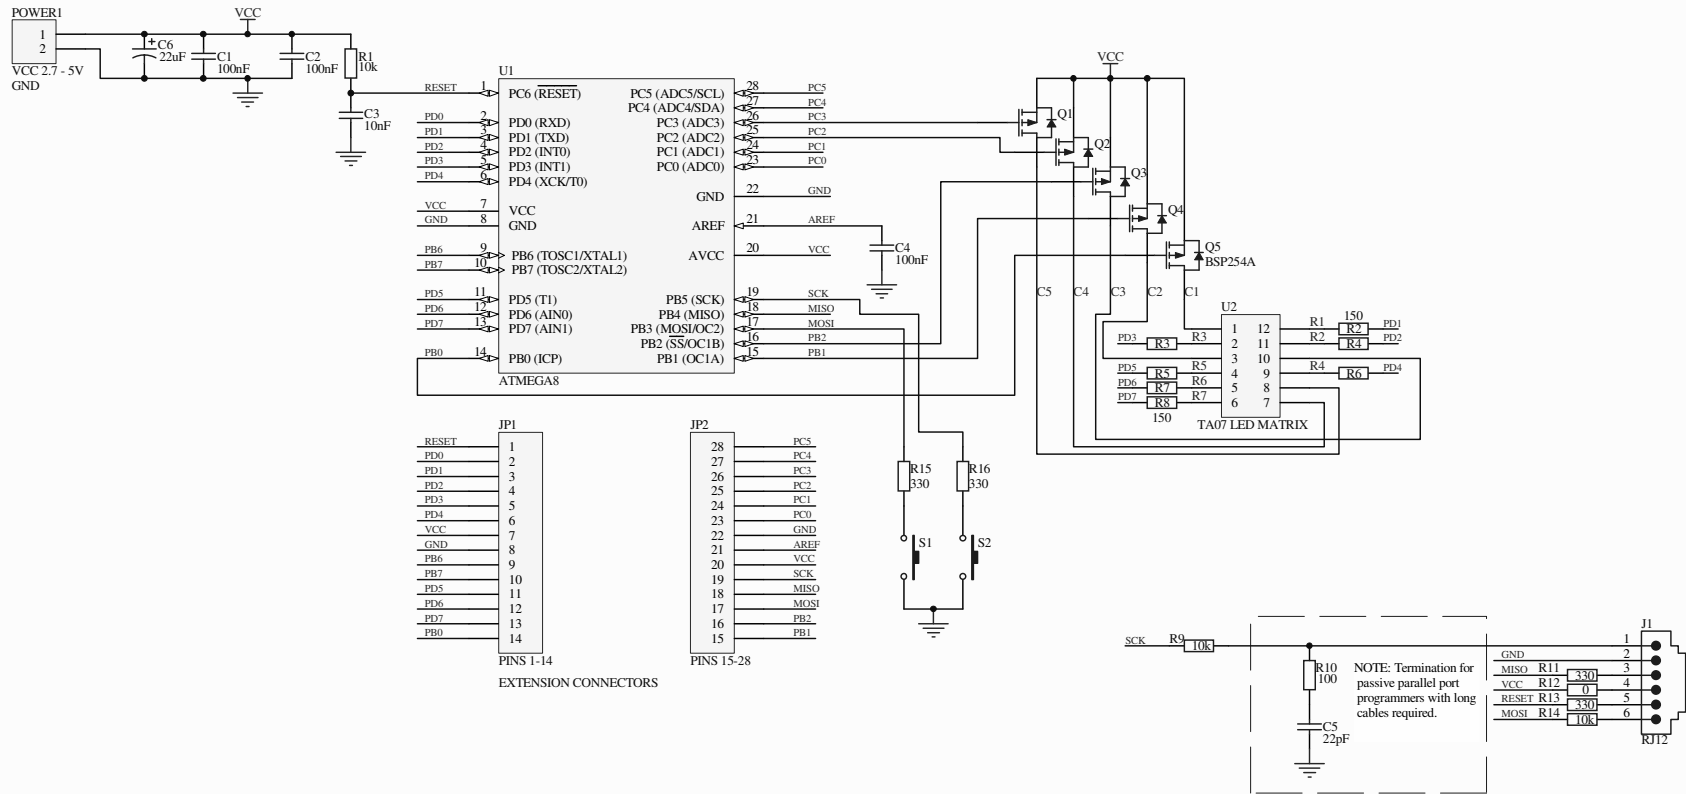 POWER1
1
2
VCC 2.7 - 5V
GND
VCC
C6
22uF
C1
100nF
C2
100nF
R1
10k
C3
10nF
U1
RESET 1 PC6 (RESET)
PD0 2 PD0 (RXD)
PD1 3 PD1 (TXD)
PD2 4 PD2 (INT0)
PD3 5 PD3 (INT1)
PD4 6 PD4 (XCK/T0)
VCC 7 VCC
GND 8 GND
PB6 9 PB6 (TOSC1/XTAL1)
PB7 10 PB7 (TOSC2/XTAL2)
PD5 11 PD5 (T1)
PD6 12 PD6 (AIN0)
PD7 13 PD7 (AIN1)
PB0 14 PB0 (ICP)
PC5 (ADC5/SCL) 28 PC5
PC4 (ADC4/SDA) 27 PC4
PC3 (ADC3) 26 PC3
PC2 (ADC2) 25 PC2
PC1 (ADC1) 24 PC1
PC0 (ADC0) 23 PC0
GND 22 GND
AREF 21 AREF
AVCC 20 VCC
PB5 (SCK) 19 SCK
PB4 (MISO) 18 MISO
PB3 (MOSI/OC2) 17 MOSI
PB2 (SS/OC1B) 16 PB2
PB1 (OC1A) 15 PB1
ATMEGA8
C4
100nF
VCC
Q1
Q2
Q3
Q4
Q5
BSP254A
C5 C4 C3 C2 C1
U2
150
1 12 R1 R2 PD1
PD3 R3 R3 2 11 R2 R4 PD2
3 10
PD5 R5 R5 4 9 R4 R6 PD4
PD6 R7 R6 5 8
PD7 R8 R7 6 7
150
TA07 LED MATRIX
JP1
RESET 1
PD0 2
PD1 3
PD2 4
PD3 5
PD4 6
VCC 7
GND 8
PB6 9
PB7 10
PD5 11
PD6 12
PD7 13
PB0 14
PINS 1-14
JP2
28 PC5
27 PC4
26 PC3
25 PC2
24 PC1
23 PC0
22 GND
21 AREF
20 VCC
19 SCK
18 MISO
17 MOSI
16 PB2
15 PB1
PINS 15-28
EXTENSION CONNECTORS
R15
330
R16
330
S1
S2
SCK R9 10k
R10
100
C5
22pF
NOTE: Termination for
passive parallel port
programmers with long
cables required.
J1
1
GND 2
MISO R11 330 3
VCC R12 0 4
RESET R13 330 5
MOSI R14 10k 6
RJ12